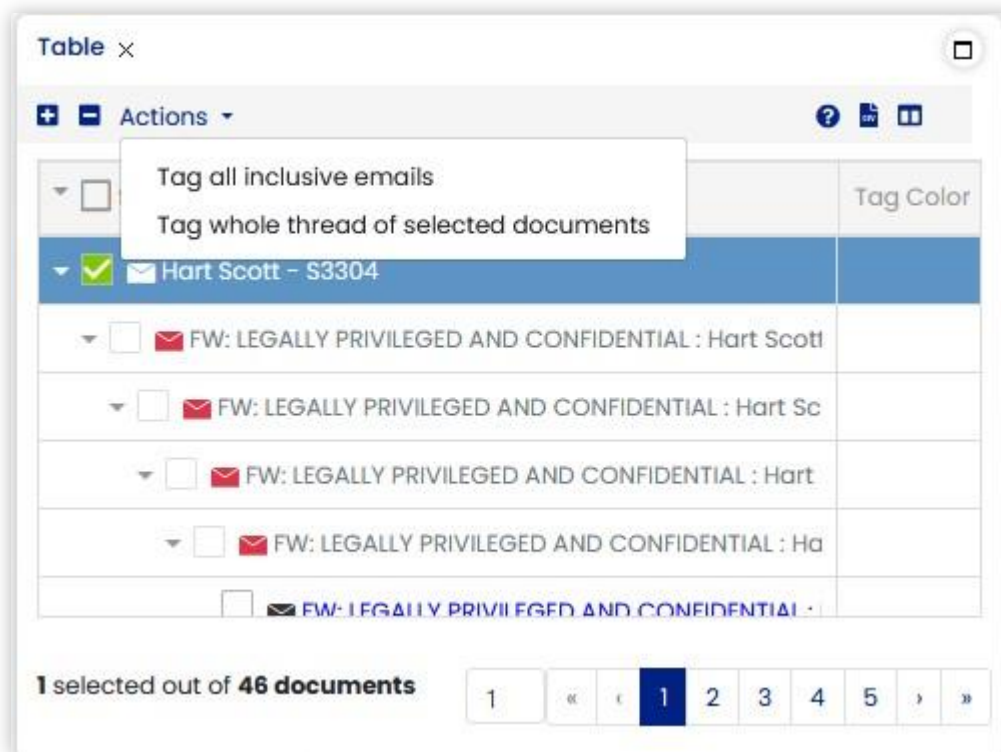 Table ×
Actions
CSV
Tag all inclusive emails
Tag whole thread of selected documents
Tag Color
Hart Scott - S3304
FW: LEGALLY PRIVILEGED AND CONFIDENTIAL : Hart Scott
FW: LEGALLY PRIVILEGED AND CONFIDENTIAL : Hart Sc
FW: LEGALLY PRIVILEGED AND CONFIDENTIAL : Hart
FW: LEGALLY PRIVILEGED AND CONFIDENTIAL : Ha
FW: LEGALLY PRIVILEGED AND CONFIDENTIAL :
1 selected out of 46 documents
1 « ‹ 1 2 3 4 5 › »